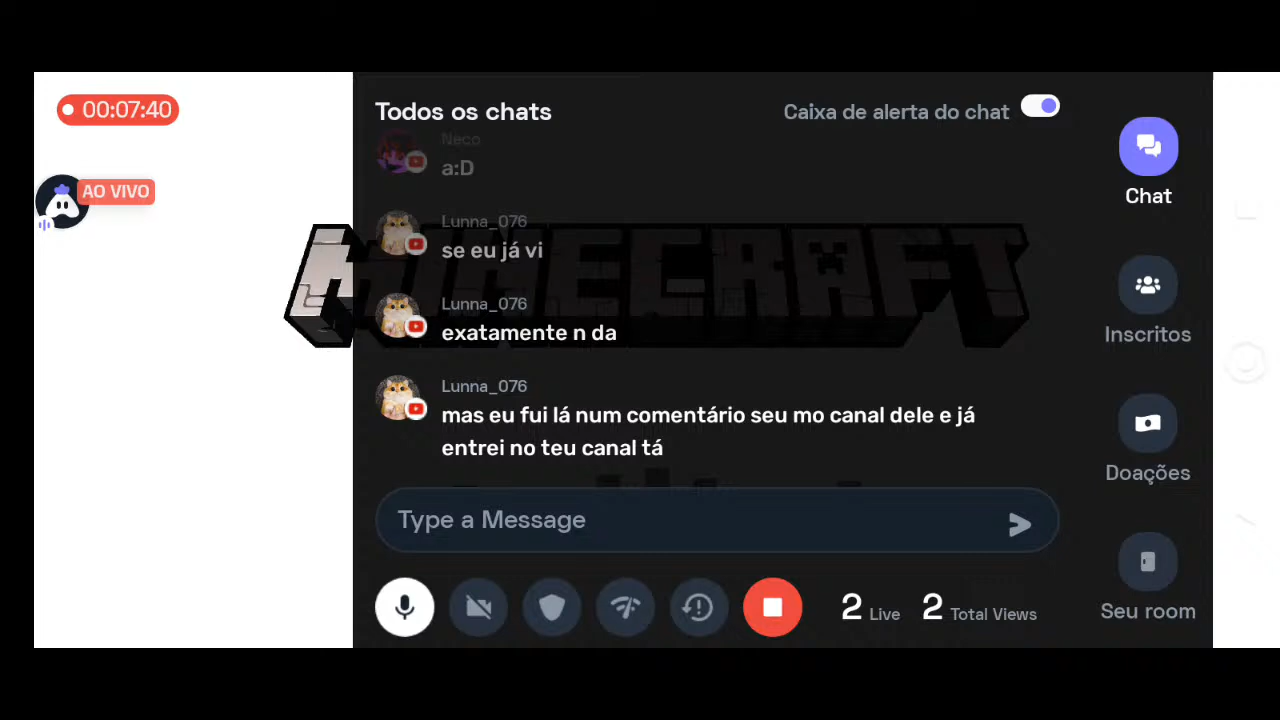 00:07:40
AO VIVO
Todos os chats
Caixa de alerta do chat
Neco
a:D
Lunna_076
se eu já vi
MINECRAFT
Lunna_076
exatamente n da
Lunna_076
mas eu fui lá num comentário seu mo canal dele e já
entrei no teu canal tá
Type a Message
2 Live 2 Total Views
Chat
Inscritos
Doações
Seu room